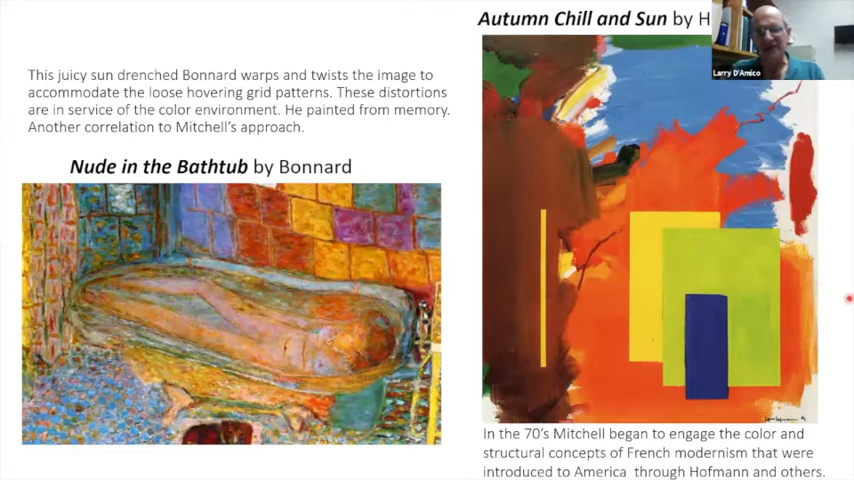 Autumn Chill and Sun by H
Larry D'Amico
This juicy sun drenched Bonnard warps and twists the image to
accommodate the loose hovering grid patterns. These distortions
are in service of the color environment. He painted from memory.
Another correlation to Mitchell's approach.
Nude in the Bathtub by Bonnard
In the 70's Mitchell began to engage the color and
structural concepts of French modernism that were
introduced to America through Hofmann and others.